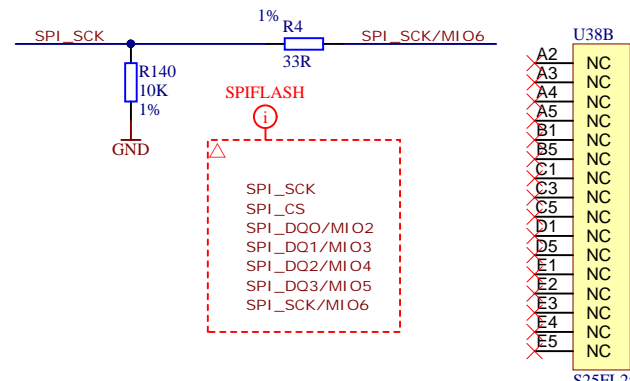 1%
R4
SPI_SCK
SPI_SCK/MIO6
33R
R140
10K
1%
GND
SPIFLASH
i
SPI_SCK
SPI_CS
SPI_DQ0/MIO2
SPI_DQ1/MIO3
SPI_DQ2/MIO4
SPI_DQ3/MIO5
SPI_SCK/MIO6
U38B
A2 NC
A3 NC
A4 NC
A5 NC
B1 NC
B5 NC
C1 NC
C3 NC
C5 NC
D1 NC
D5 NC
E1 NC
E2 NC
E3 NC
E4 NC
E5 NC